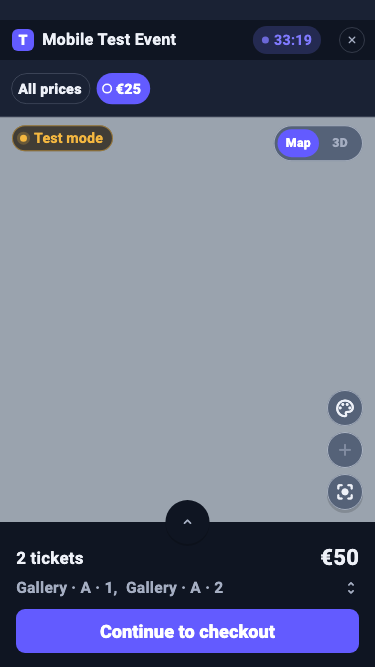 T Mobile Test Event 33:19
All prices €25
Test mode Map 3D
2 tickets €50
Gallery · A · 1, Gallery · A · 2
Continue to checkout